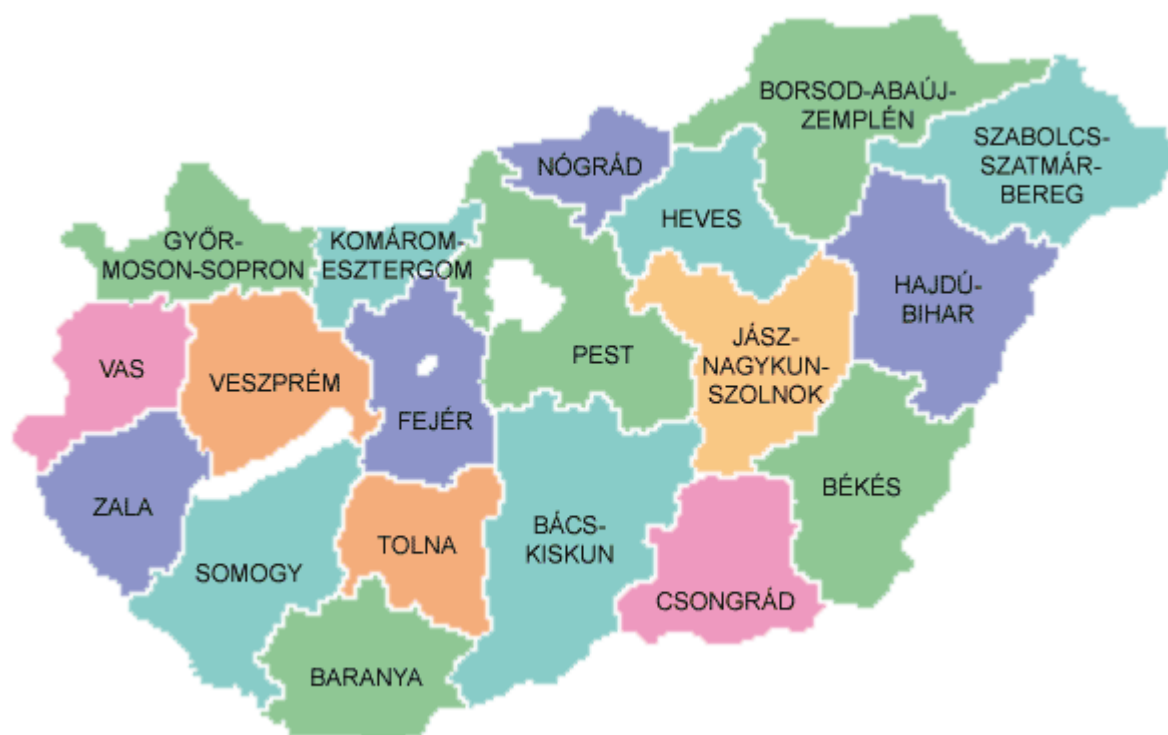 BORSOD-ABAÚJ-
ZEMPLÉN
SZABOLCS-
SZATMÁR-
BEREG
NÓGRÁD
HEVES
GYŐR-
MOSON-SOPRON
KOMÁROM-
ESZTERGOM
HAJDÚ-
BIHAR
PEST
JÁSZ-
NAGYKUN-
SZOLNOK
VAS
VESZPRÉM
FEJÉR
ZALA
BÉKÉS
TOLNA
BÁCS-
KISKUN
SOMOGY
CSONGRÁD
BARANYA